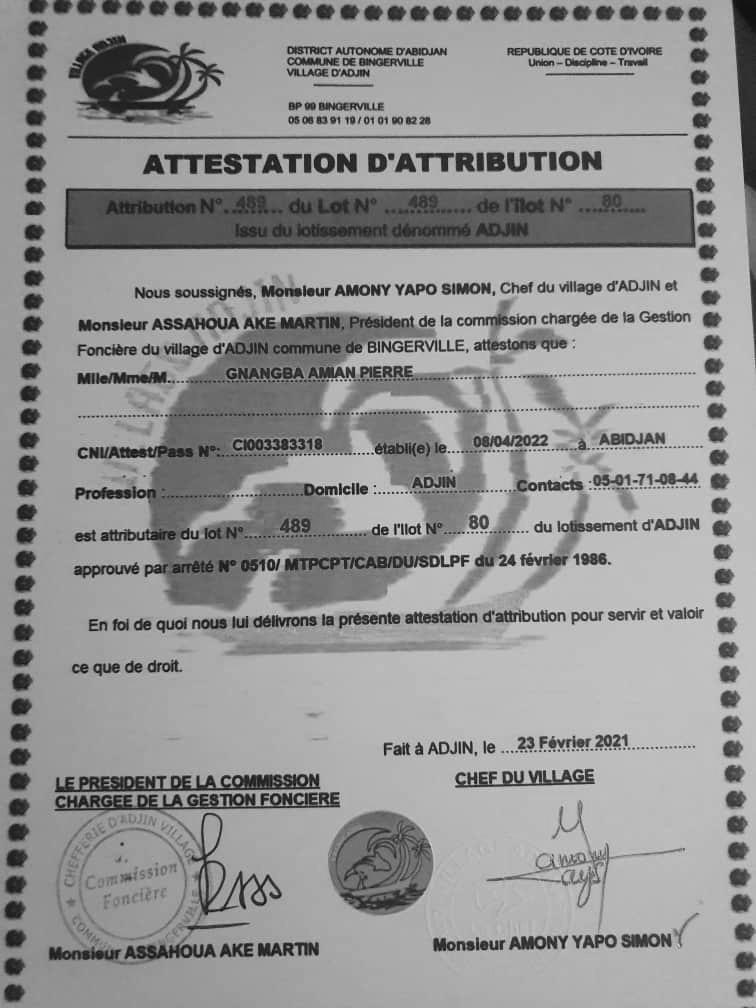 VILLAGE ADJIN
DISTRICT AUTONOME D'ABIDJAN
COMMUNE DE BINGERVILLE
VILLAGE D'ADJIN
BP 99 BINGERVILLE
05 06 83 91 19 / 01 01 90 82 28
REPUBLIQUE DE COTE D'IVOIRE
Union – Discipline – Travail
ATTESTATION D'ATTRIBUTION
Attribution N°. 489 du Lot N° 489 de l'îlot N° 80
Issu du lotissement dénommé ADJIN
Nous soussignés, Monsieur AMONY YAPO SIMON, Chef du village d'ADJIN et
Monsieur ASSAHOUA AKE MARTIN, Président de la commission chargée de la Gestion
Foncière du village d'ADJIN commune de BINGERVILLE, attestons que :
Mlle/Mme/M. GNANGBA AMIAN PIERRE
CNI/Attest/Pass N°: CI003383318 établi(e) le 08/04/2022 à ABIDJAN
Profession : Domicile : ADJIN Contacts : 05-01-71-08-44
est attributaire du lot N° 489 de l'Ilot N° 80 du lotissement d'ADJIN
approuvé par arrêté N° 0510/ MTPCPT/CAB/DU/SDLPF du 24 février 1986.
En foi de quoi nous lui délivrons la présente attestation d'attribution pour servir et valoir
ce que de droit.
Fait à ADJIN, le 23 Février 2021
LE PRESIDENT DE LA COMMISSION
CHARGEE DE LA GESTION FONCIERE
CHEF DU VILLAGE
CHEFFERIE D'ADJIN VILLAGE
Commission
Foncière
Monsieur ASSAHOUA AKE MARTIN
Monsieur AMONY YAPO SIMON